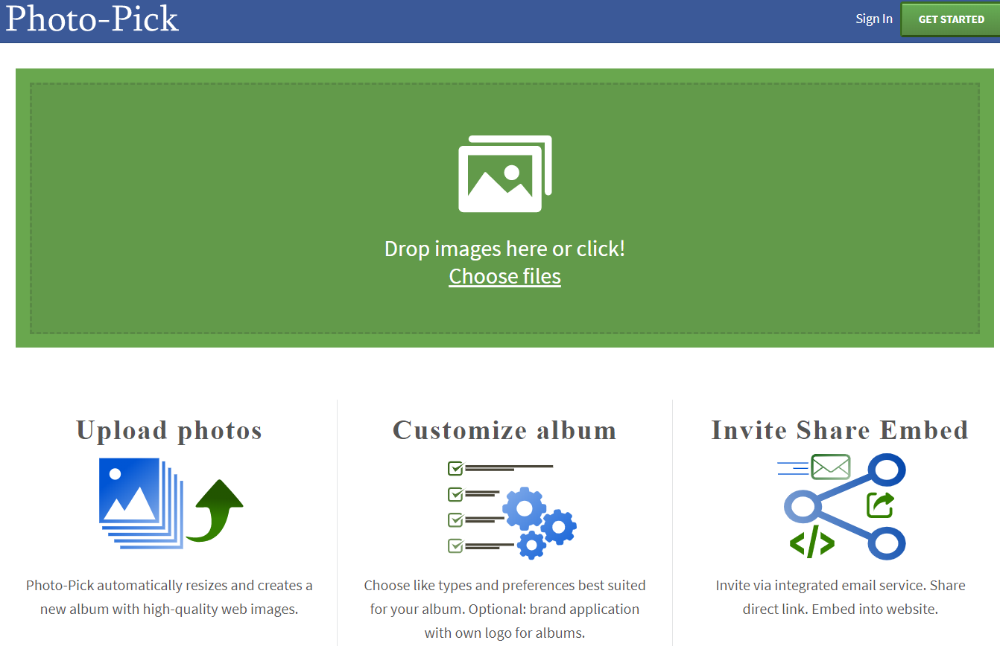 Photo-Pick
Sign In
GET STARTED
Drop images here or click!
Choose files
Upload photos
Photo-Pick automatically resizes and creates a
new album with high-quality web images.
Customize album
Choose like types and preferences best suited
for your album. Optional: brand application
with own logo for albums.
Invite Share Embed
</>
Invite via integrated email service. Share
direct link. Embed into website.